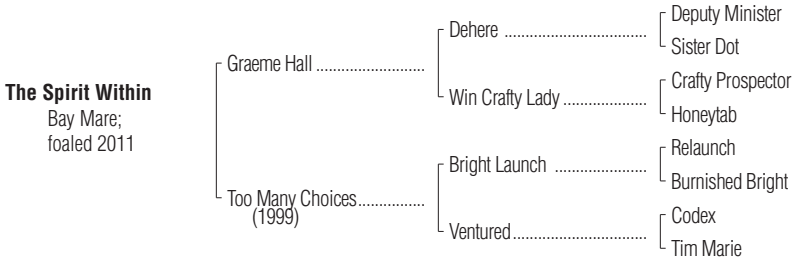 The Spirit Within
Bay Mare;
foaled 2011
Graeme Hall ........................
Too Many Choices...............
(1999)
Dehere ................................
Win Crafty Lady ...................
Bright Launch .....................
Ventured..............................
Deputy Minister
Sister Dot
Crafty Prospector
Honeytab
Relaunch
Burnished Bright
Codex
Tim Marie